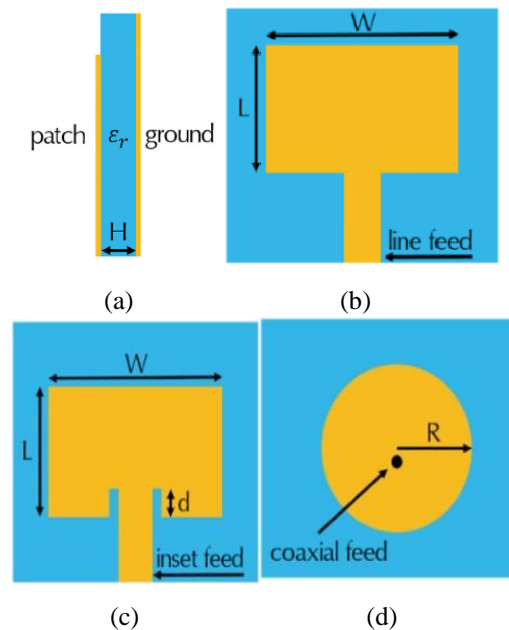 patch εr ground
H
(a)
W
L
line feed
(b)
W
L
d
inset feed
(c)
R
coaxial feed
(d)